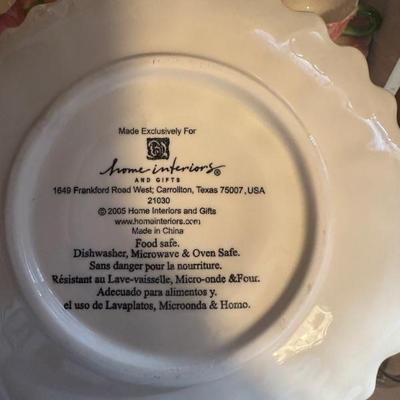 Made Exclusively For
home interiors®
AND GIFTS
1649 Frankford Road West; Carrollton, Texas 75007, USA
21030
© 2005 Home Interiors and Gifts
www.homeinteriors.com
Made in China
Food safe.
Dishwasher, Microwave & Oven Safe.
Sans danger pour la nourriture.
Résistant au Lave-vaisselle, Micro-onde &Four.
Adecuado para alimentos y.
el uso de Lavaplatos, Microonda & Homo.